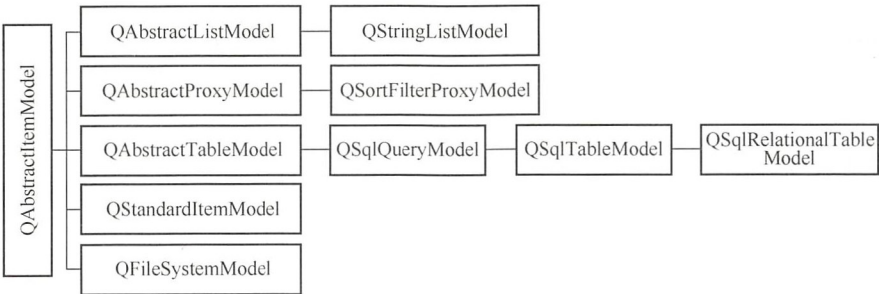 QAbstractItemModel
QAbstractListModel
QStringListModel
QAbstractProxyModel
QSortFilterProxyModel
QAbstractTableModel
QSqlQueryModel
QSqlTableModel
QSqlRelationalTable
Model
QStandardItemModel
QFileSystemModel